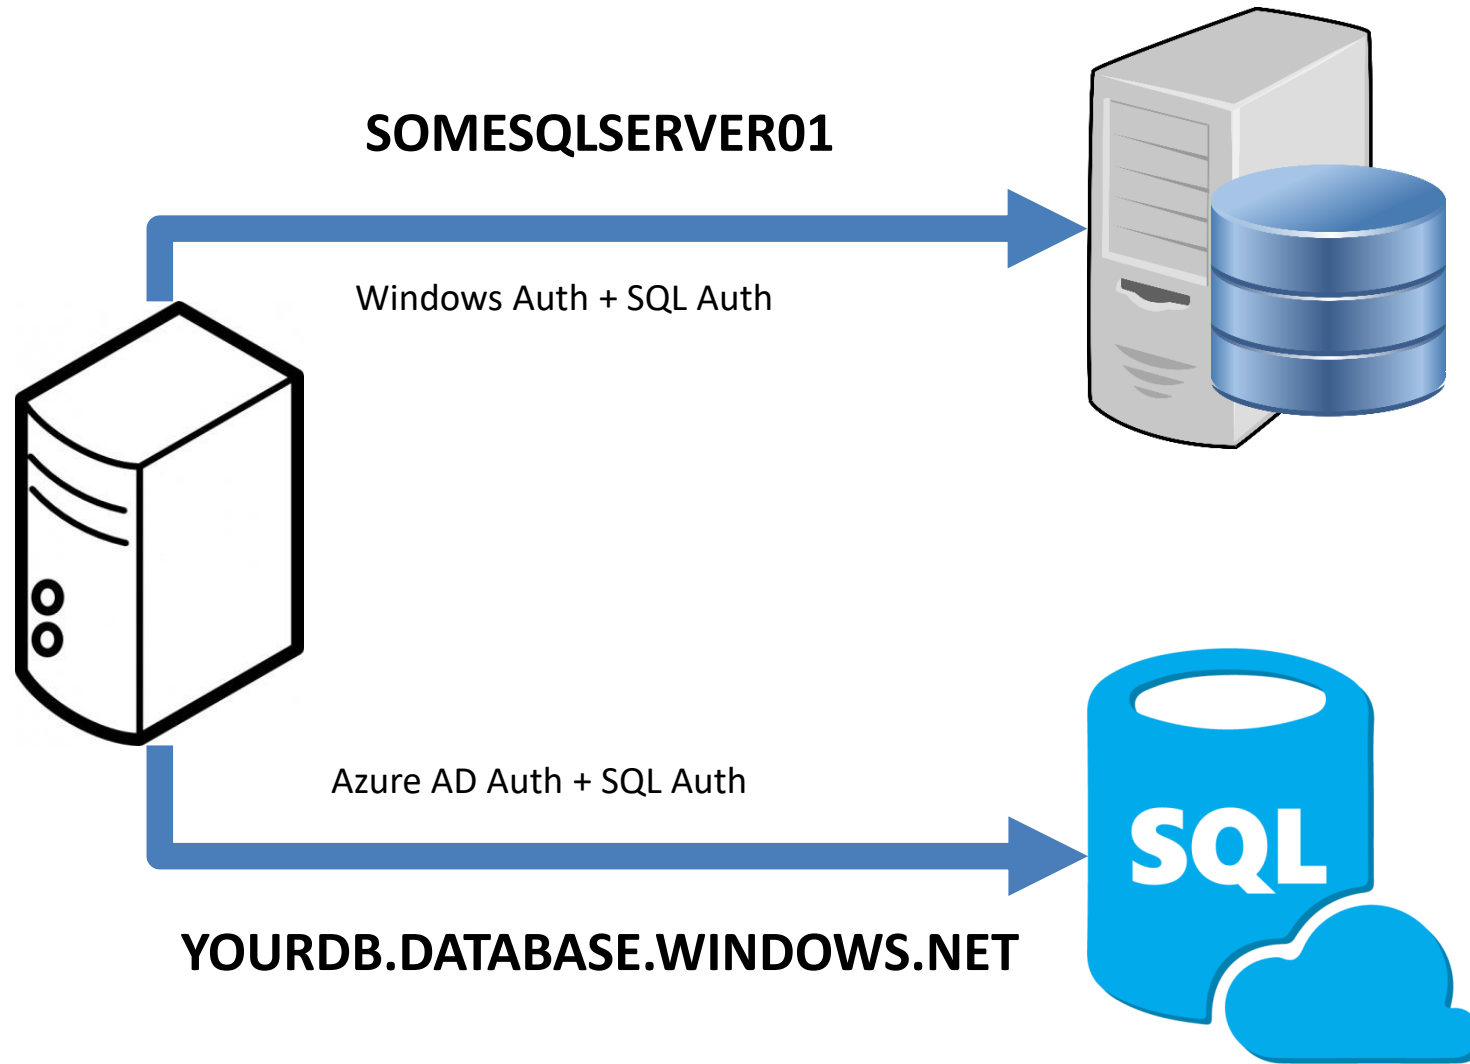 SOMESQLSERVER01
Windows Auth + SQL Auth
Azure AD Auth + SQL Auth
SQL
YOURDB.DATABASE.WINDOWS.NET